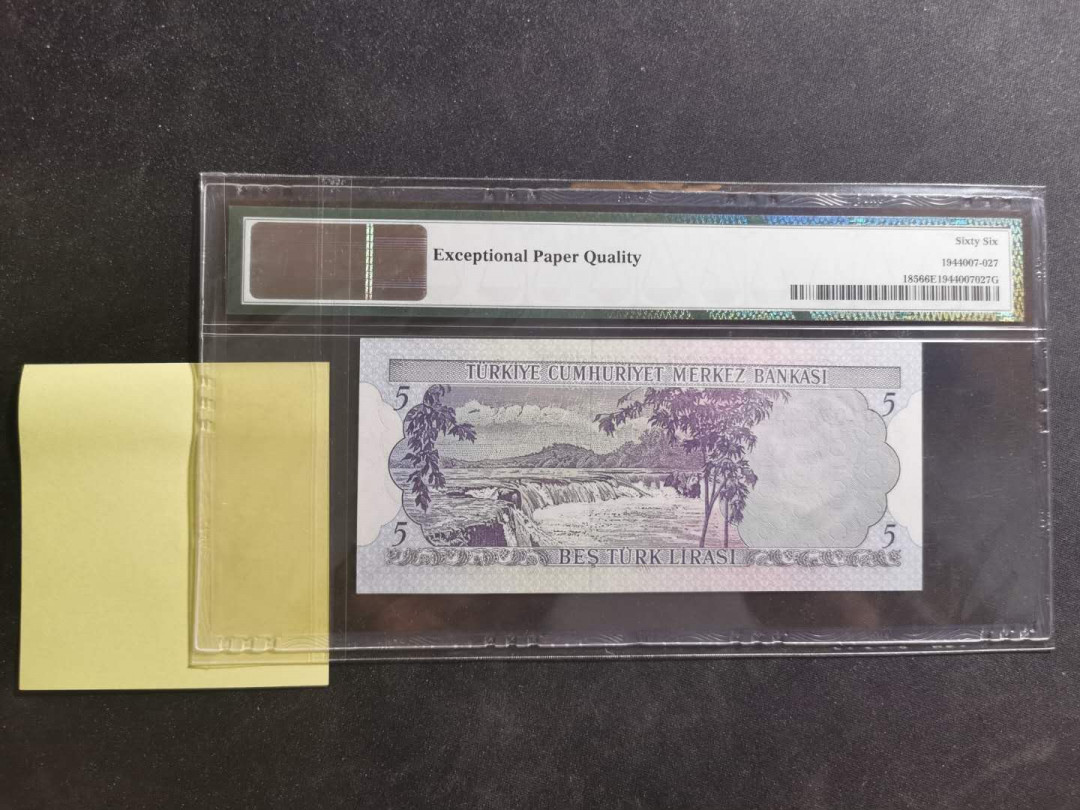 Exceptional Paper Quality
Sixty Six
1944007-027
18566E1944007027G
TÜRKİYE CUMHURİYET MERKEZ BANKASI
5
5
5
5
BEŞ TÜRK LİRASI